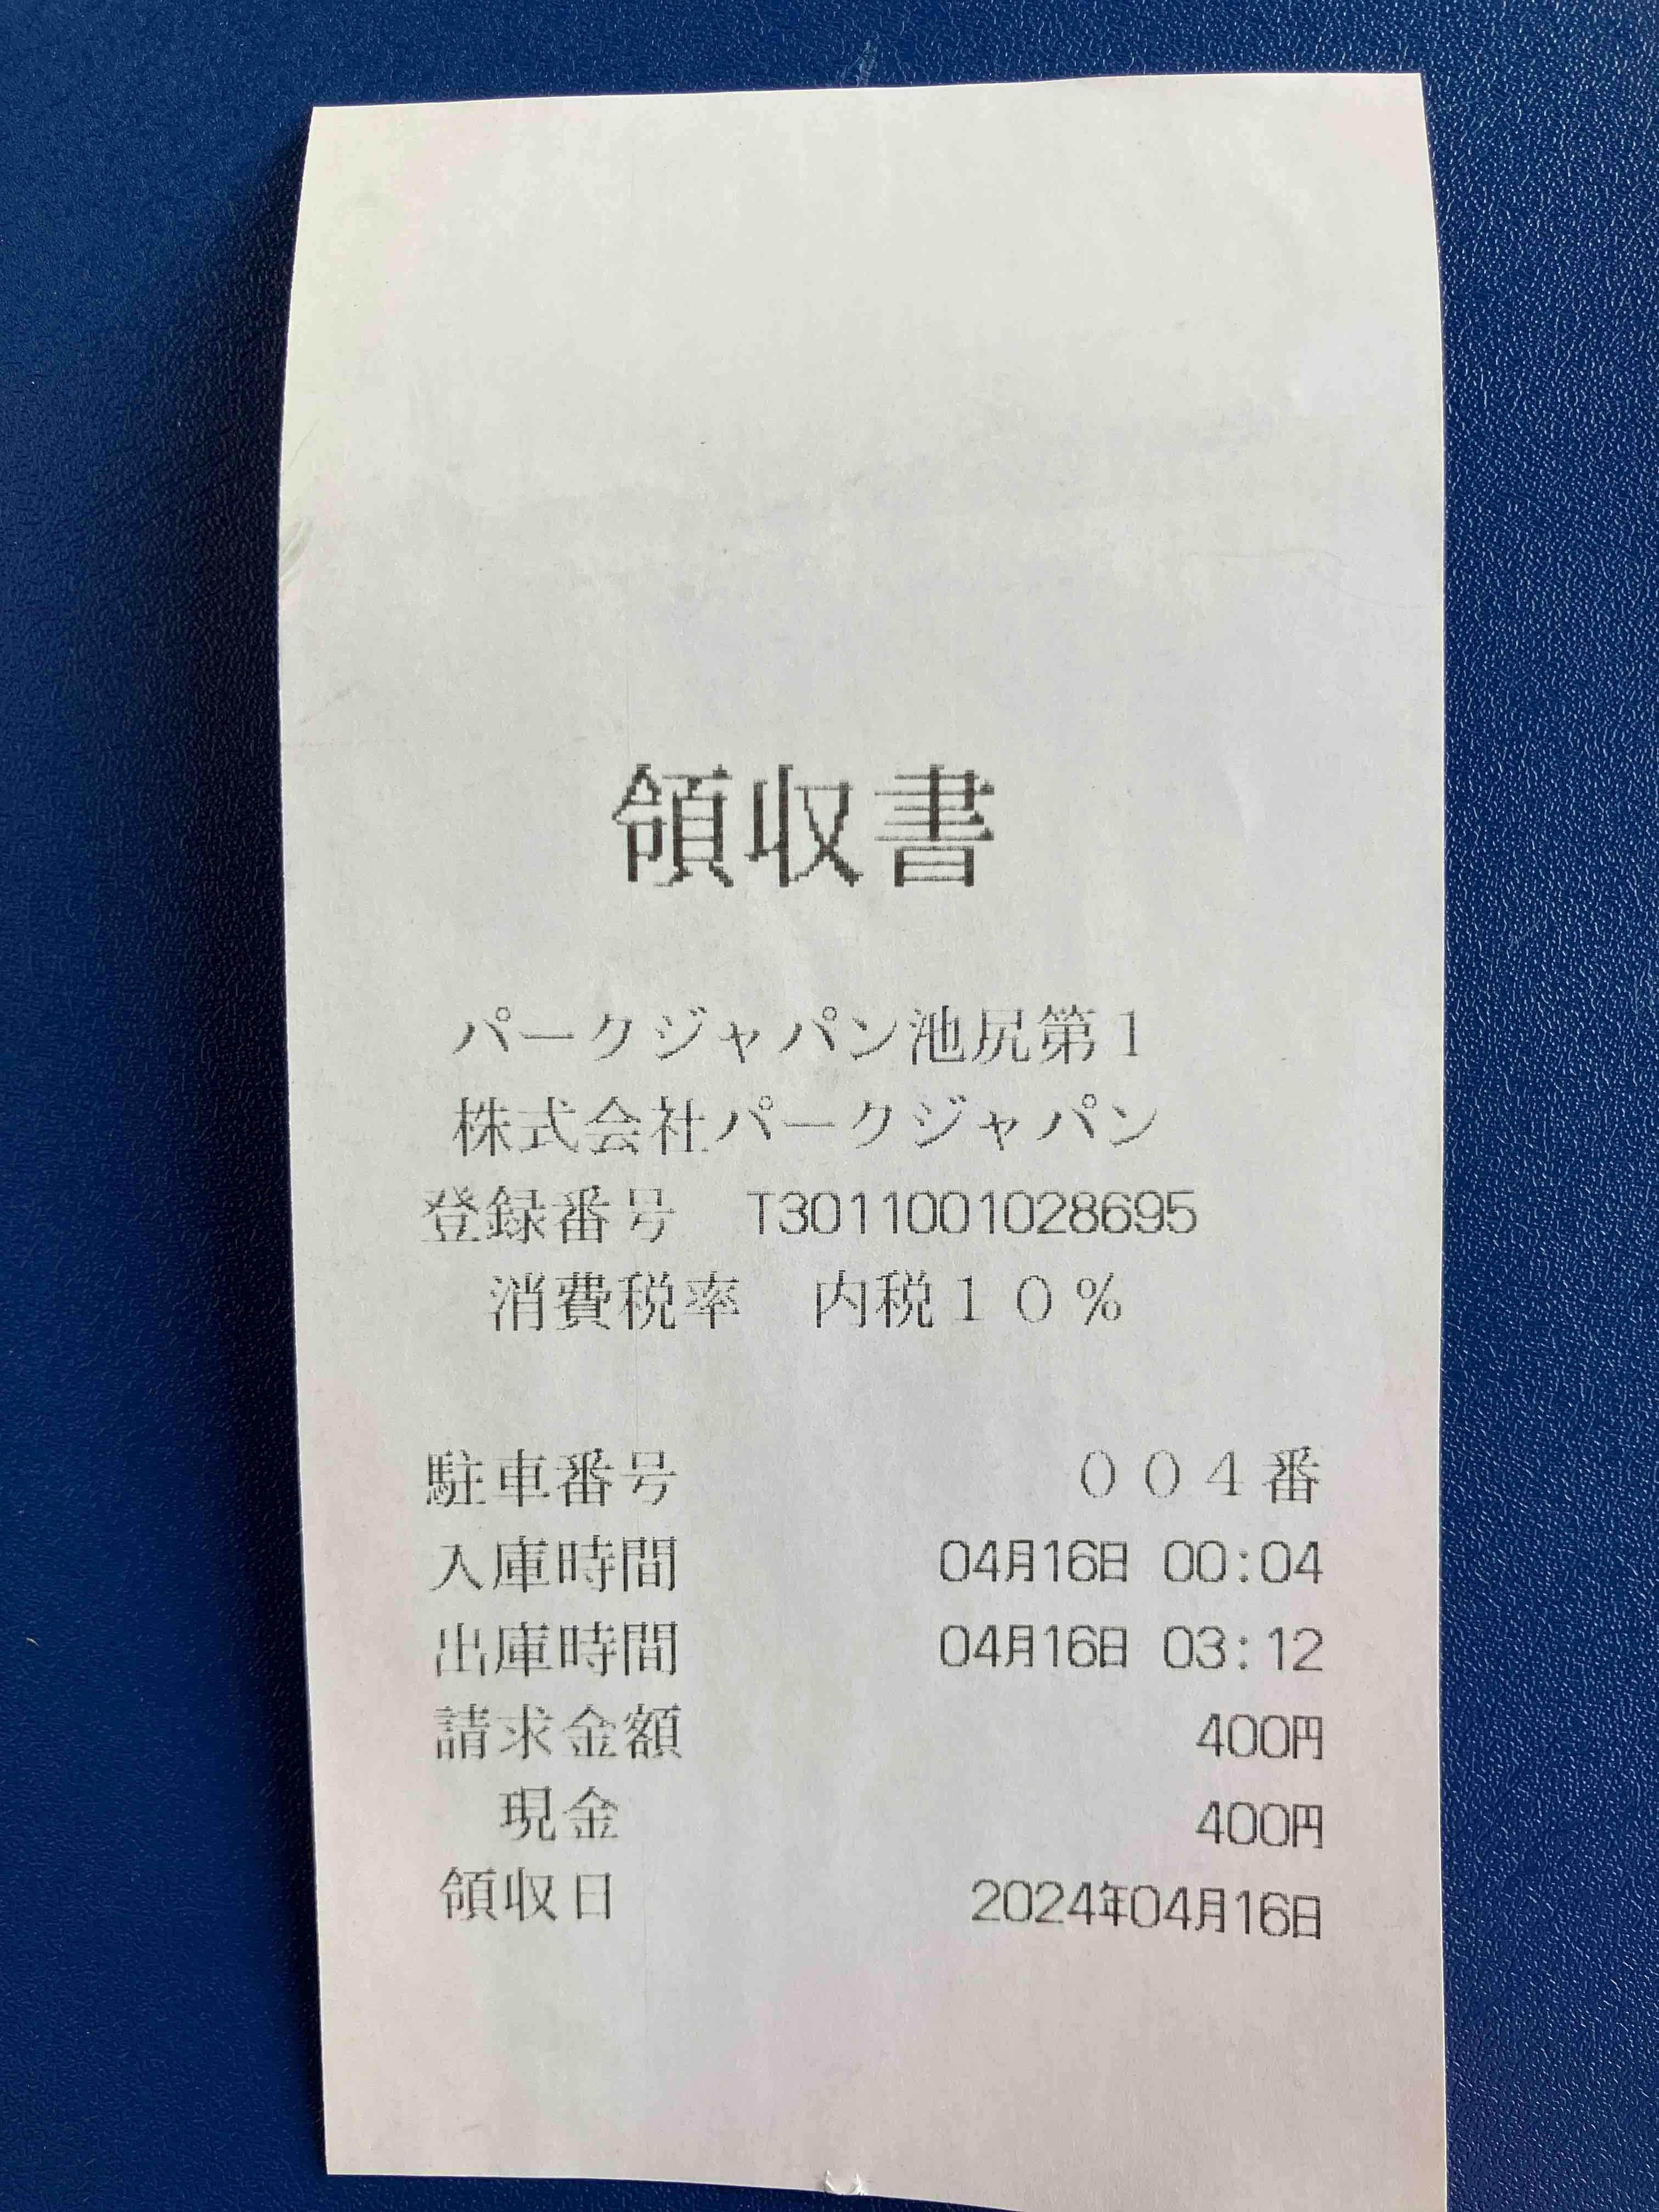 領収書
パークジャパン池尻第１
株式会社パークジャパン
登録番号　T3011001028695
消費税率　内税１０％
駐車番号 ００４番
入庫時間 04月16日 00:04
出庫時間 04月16日 03:12
請求金額 400円
現金 400円
領収日 2024年04月16日